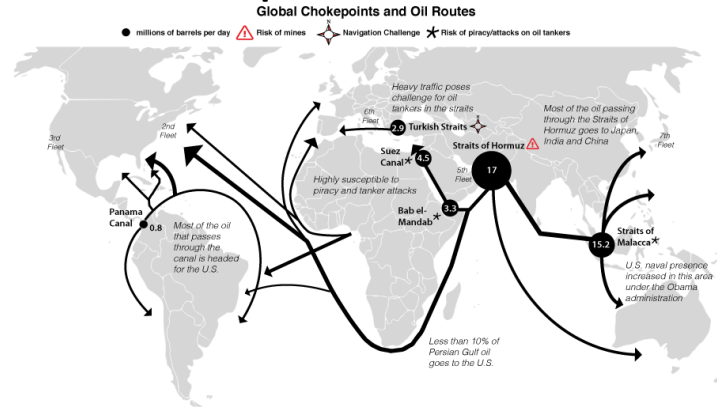 Global Chokepoints and Oil Routes
millions of barrels per day
Risk of mines
N
Navigation Challenge
Risk of piracy/attacks on oil tankers
3rd
Fleet
2nd
Fleet
6th
Fleet
Heavy traffic poses
challenge for oil
tankers in the straits
2.9 Turkish Straits
Most of the oil passing
through the Straits of
Hormuz goes to Japan,
India and China
7th
Fleet
Suez
Canal
4.5
Straits of Hormuz
5th
Fleet
17
Highly susceptible to
piracy and tanker attacks
Bab el-
Mandab
3.3
Panama
Canal
0.8
Most of the oil
that passes
through the
canal is headed
for the U.S.
15.2
Straits of
Malacca
U.S. naval presence
increased in this area
under the Obama
administration
Less than 10% of
Persian Gulf oil
goes to the U.S.